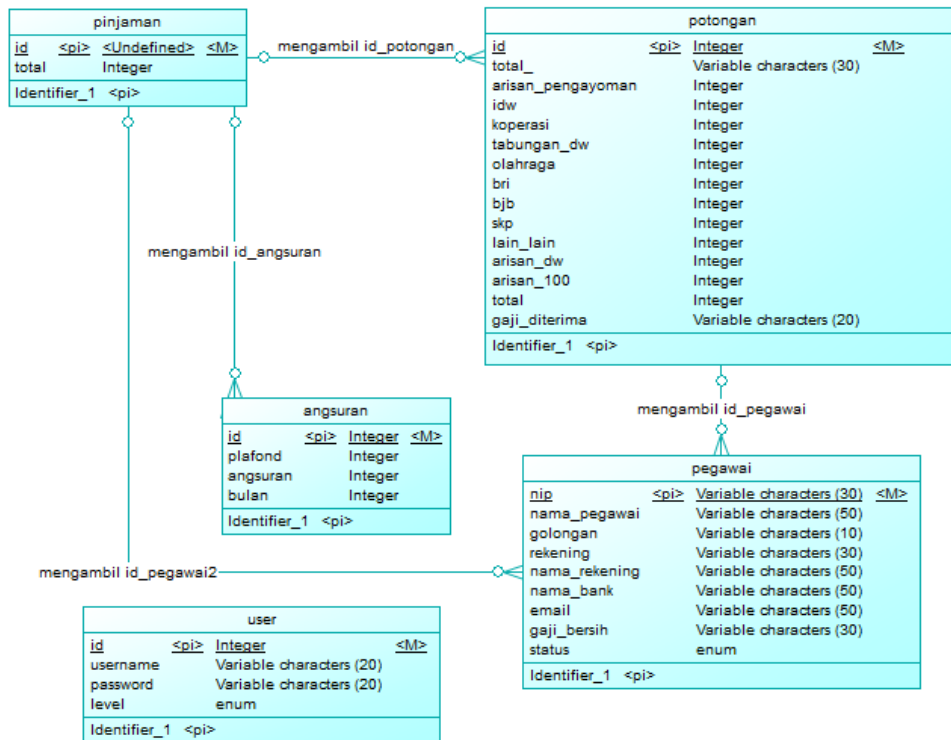 pinjaman
id <pi> <Undefined> <M>
total Integer
Identifier_1 <pi>
mengambil id_potongan
potongan
id <pi> Integer <M>
total_ Variable characters (30)
arisan_pengayoman Integer
idw Integer
koperasi Integer
tabungan_dw Integer
olahraga Integer
bri Integer
bjb Integer
skp Integer
lain_lain Integer
arisan_dw Integer
arisan_100 Integer
total Integer
gaji_diterima Variable characters (20)
Identifier_1 <pi>
mengambil id_angsuran
mengambil id_pegawai
angsuran
id <pi> Integer <M>
plafond Integer
angsuran Integer
bulan Integer
Identifier_1 <pi>
pegawai
nip <pi> Variable characters (30) <M>
nama_pegawai Variable characters (50)
golongan Variable characters (10)
rekening Variable characters (30)
nama_rekening Variable characters (50)
nama_bank Variable characters (50)
email Variable characters (50)
gaji_bersih Variable characters (30)
status enum
Identifier_1 <pi>
mengambil id_pegawai2
user
id <pi> Integer <M>
username Variable characters (20)
password Variable characters (20)
level enum
Identifier_1 <pi>